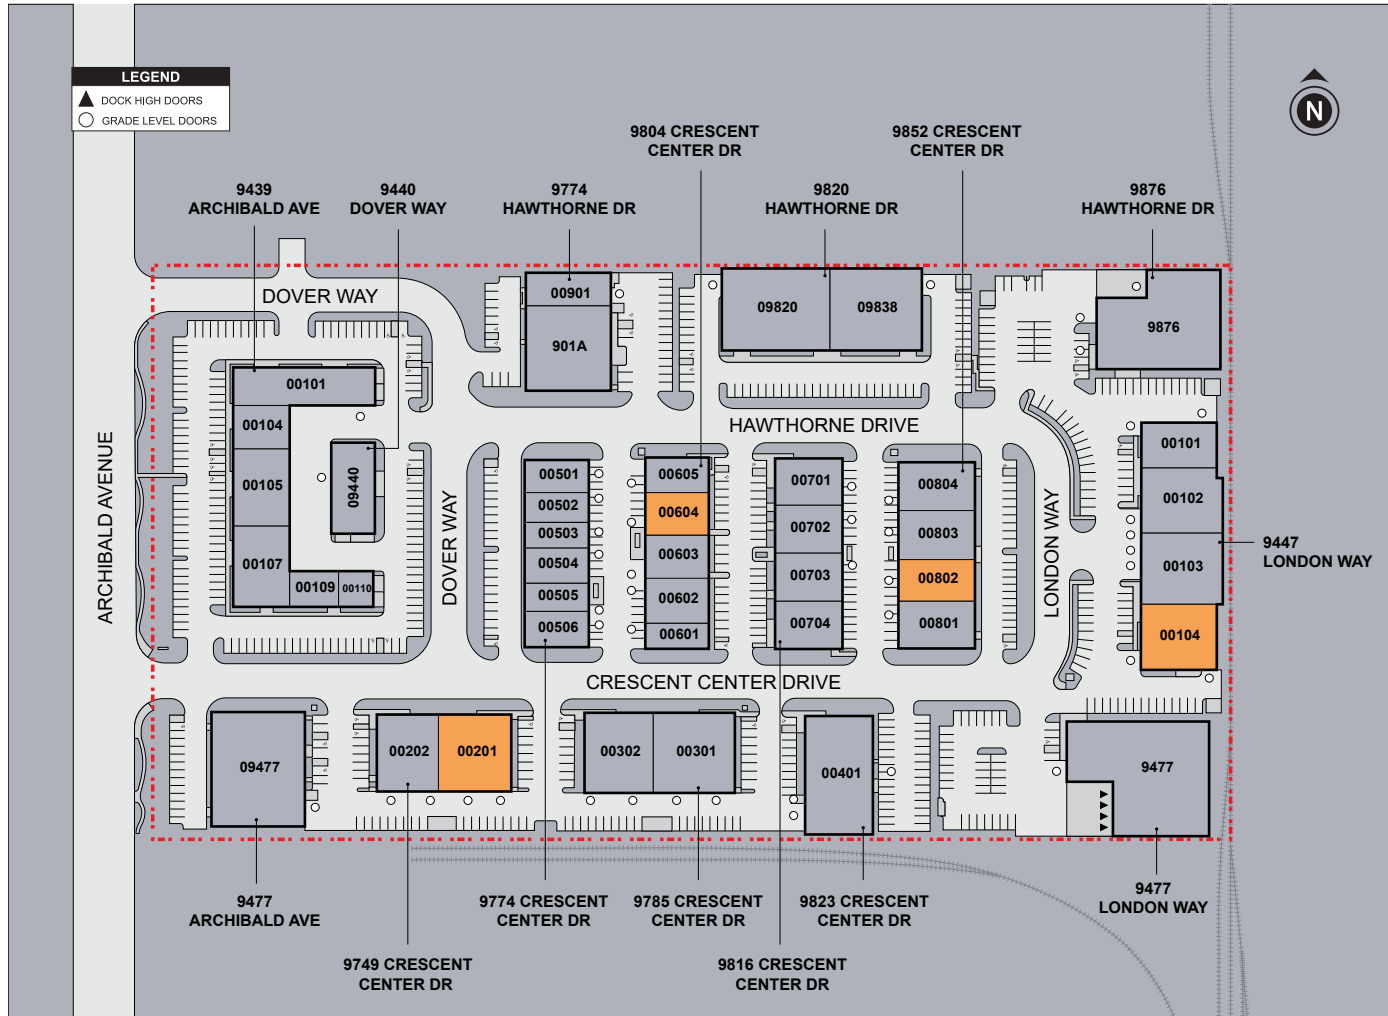 LEGEND
DOCK HIGH DOORS
GRADE LEVEL DOORS
N
9804 CRESCENT
CENTER DR
9852 CRESCENT
CENTER DR
9439
ARCHIBALD AVE
9440
DOVER WAY
9774
HAWTHORNE DR
9820
HAWTHORNE DR
9876
HAWTHORNE DR
DOVER WAY
00901
901A
09820
09838
9876
00101
00104
00105
00107
00109
00110
09440
ARCHIBALD AVENUE
DOVER WAY
HAWTHORNE DRIVE
LONDON WAY
00501
00502
00503
00504
00505
00506
00605
00604
00603
00602
00601
00701
00702
00703
00704
00804
00803
00802
00801
00101
00102
00103
00104
9447
LONDON WAY
CRESCENT CENTER DRIVE
09477
00202
00201
00302
00301
00401
9477
9477
ARCHIBALD AVE
9774 CRESCENT
CENTER DR
9785 CRESCENT
CENTER DR
9823 CRESCENT
CENTER DR
9477
LONDON WAY
9749 CRESCENT
CENTER DR
9816 CRESCENT
CENTER DR